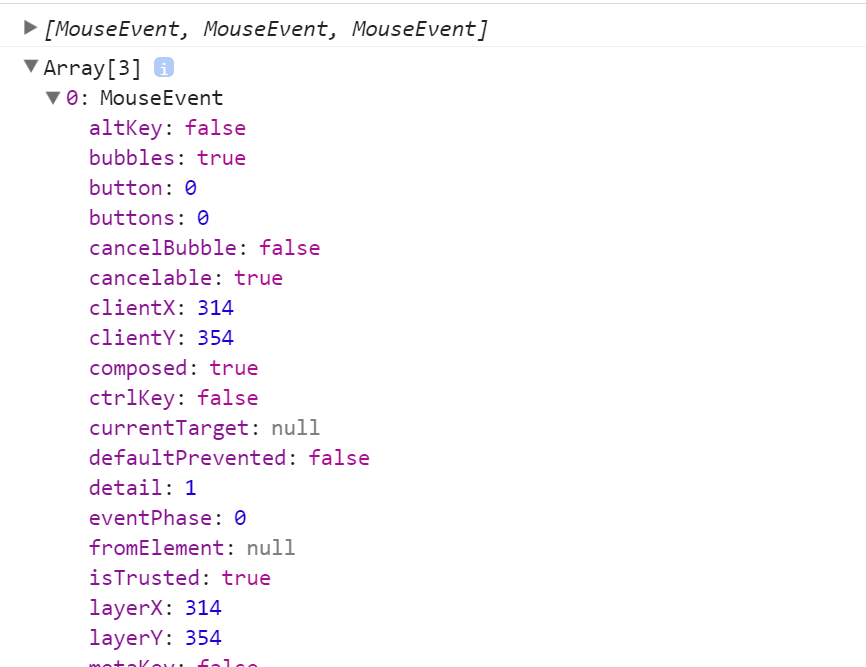 [MouseEvent, MouseEvent, MouseEvent]
Array[3] i
0: MouseEvent
altKey: false
bubbles: true
button: 0
buttons: 0
cancelBubble: false
cancelable: true
clientX: 314
clientY: 354
composed: true
ctrlKey: false
currentTarget: null
defaultPrevented: false
detail: 1
eventPhase: 0
fromElement: null
isTrusted: true
layerX: 314
layerY: 354
metaKey: false